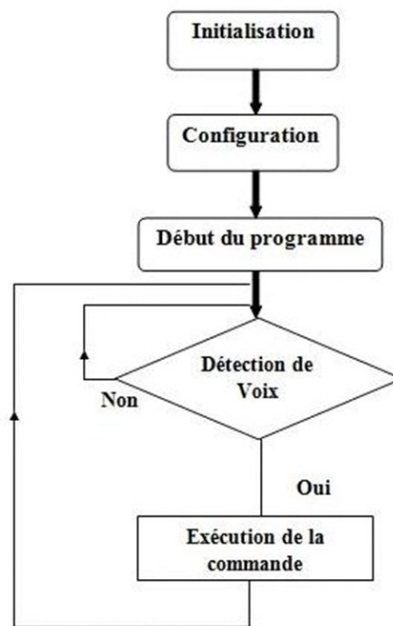 Initialisation
Configuration
Début du programme
Détection de
Voix
Non
Oui
Exécution de la
commande